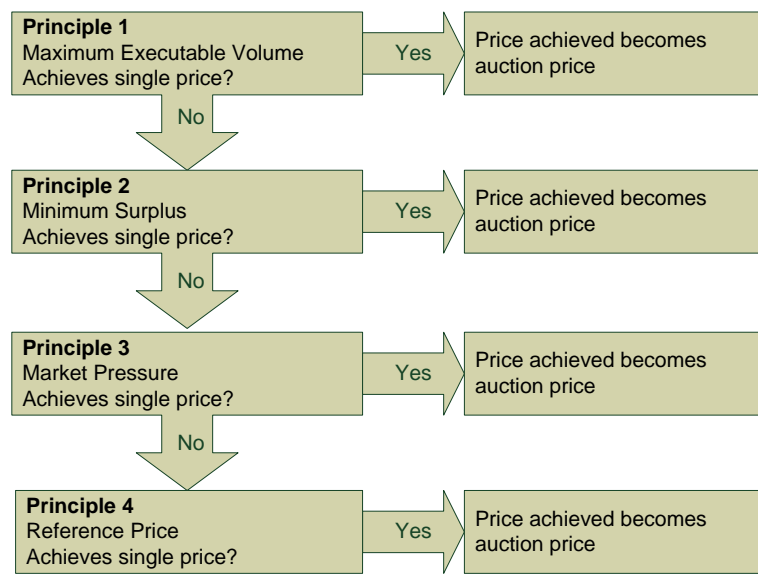 Principle 1
Maximum Executable Volume
Achieves single price?
Yes
Price achieved becomes
auction price
No
Principle 2
Minimum Surplus
Achieves single price?
Yes
Price achieved becomes
auction price
No
Principle 3
Market Pressure
Achieves single price?
Yes
Price achieved becomes
auction price
No
Principle 4
Reference Price
Achieves single price?
Yes
Price achieved becomes
auction price